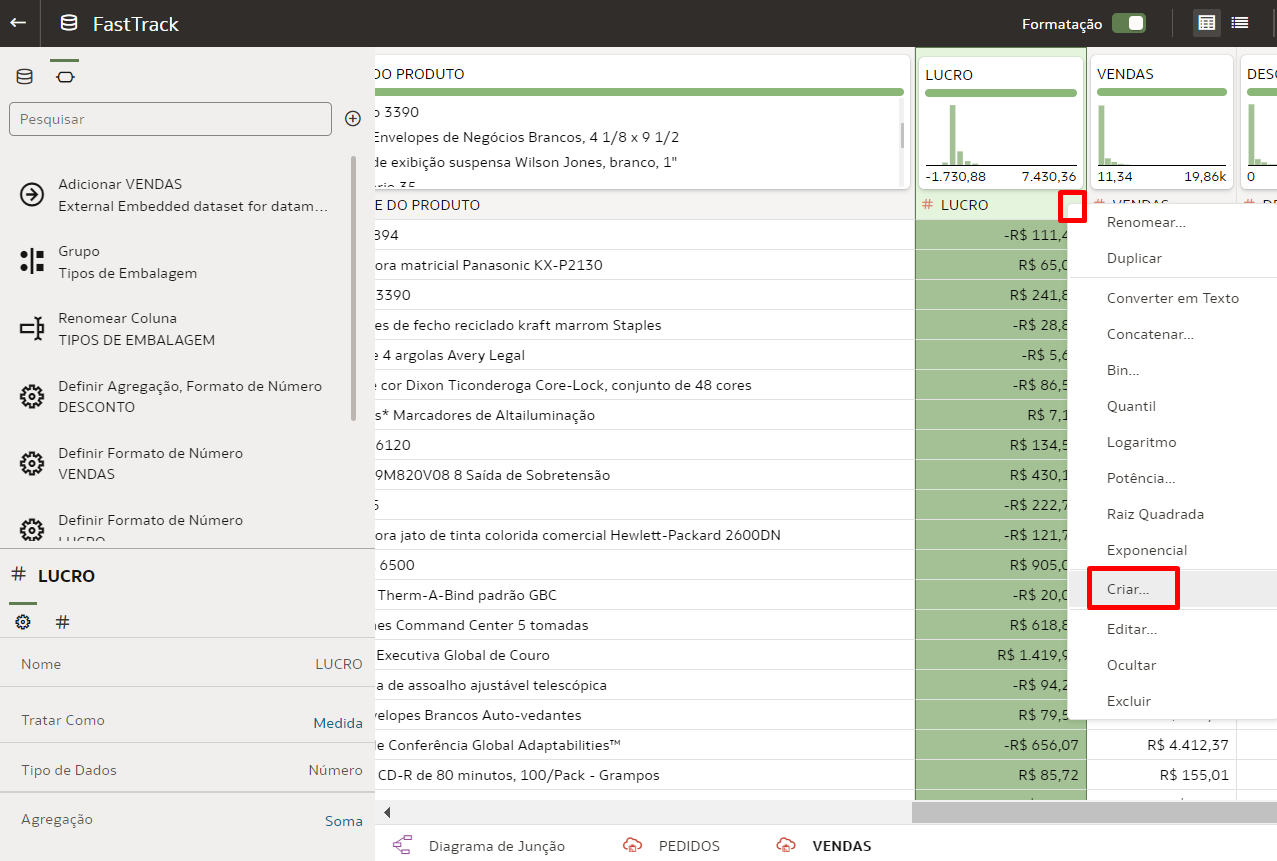 FastTrack
Formatação
Pesquisar
Adicionar VENDAS
External Embedded dataset for datam...
Grupo
Tipos de Embalagem
Renomear Coluna
TIPOS DE EMBALAGEM
Definir Agregação, Formato de Número
DESCONTO
Definir Formato de Número
VENDAS
Definir Formato de Número
LUCRO
# LUCRO
#
Nome LUCRO
Tratar Como Medida
Tipo de Dados Número
Agregação Soma
DO PRODUTO
o 3390
Envelopes de Negócios Brancos, 4 1/8 x 9 1/2
de exibição suspensa Wilson Jones, branco, 1"
LUCRO
-1.730,88 7.430,36
VENDAS
11,34 19,86k
DESC
0
E DO PRODUTO # LUCRO # VENDAS #
894 -R$ 111,4
ora matricial Panasonic KX-P2130 R$ 65,0
3390 R$ 241,8
es de fecho reciclado kraft marrom Staples -R$ 28,8
e 4 argolas Avery Legal -R$ 5,6
e cor Dixon Ticonderoga Core-Lock, conjunto de 48 cores -R$ 86,5
s* Marcadores de Altailuminação R$ 7,1
6120 R$ 134,5
9M820V08 8 Saída de Sobretensão R$ 430,1
5 -R$ 222,7
ora jato de tinta colorida comercial Hewlett-Packard 2600DN -R$ 121,7
6500 R$ 905,0
Therm-A-Bind padrão GBC -R$ 20,0
nes Command Center 5 tomadas R$ 618,8
Executiva Global de Couro R$ 1.419,9
a de assoalho ajustável telescópica -R$ 94,2
velopes Brancos Auto-vedantes R$ 79,5
de Conferência Global Adaptabilities™ -R$ 656,07 R$ 4.412,37
CD-R de 80 minutos, 100/Pack - Grampos R$ 85,72 R$ 155,01
Renomear...
Duplicar
Converter em Texto
Concatenar...
Bin...
Quantil
Logaritmo
Potência...
Raiz Quadrada
Exponencial
Criar...
Editar...
Ocultar
Excluir
Diagrama de Junção PEDIDOS VENDAS